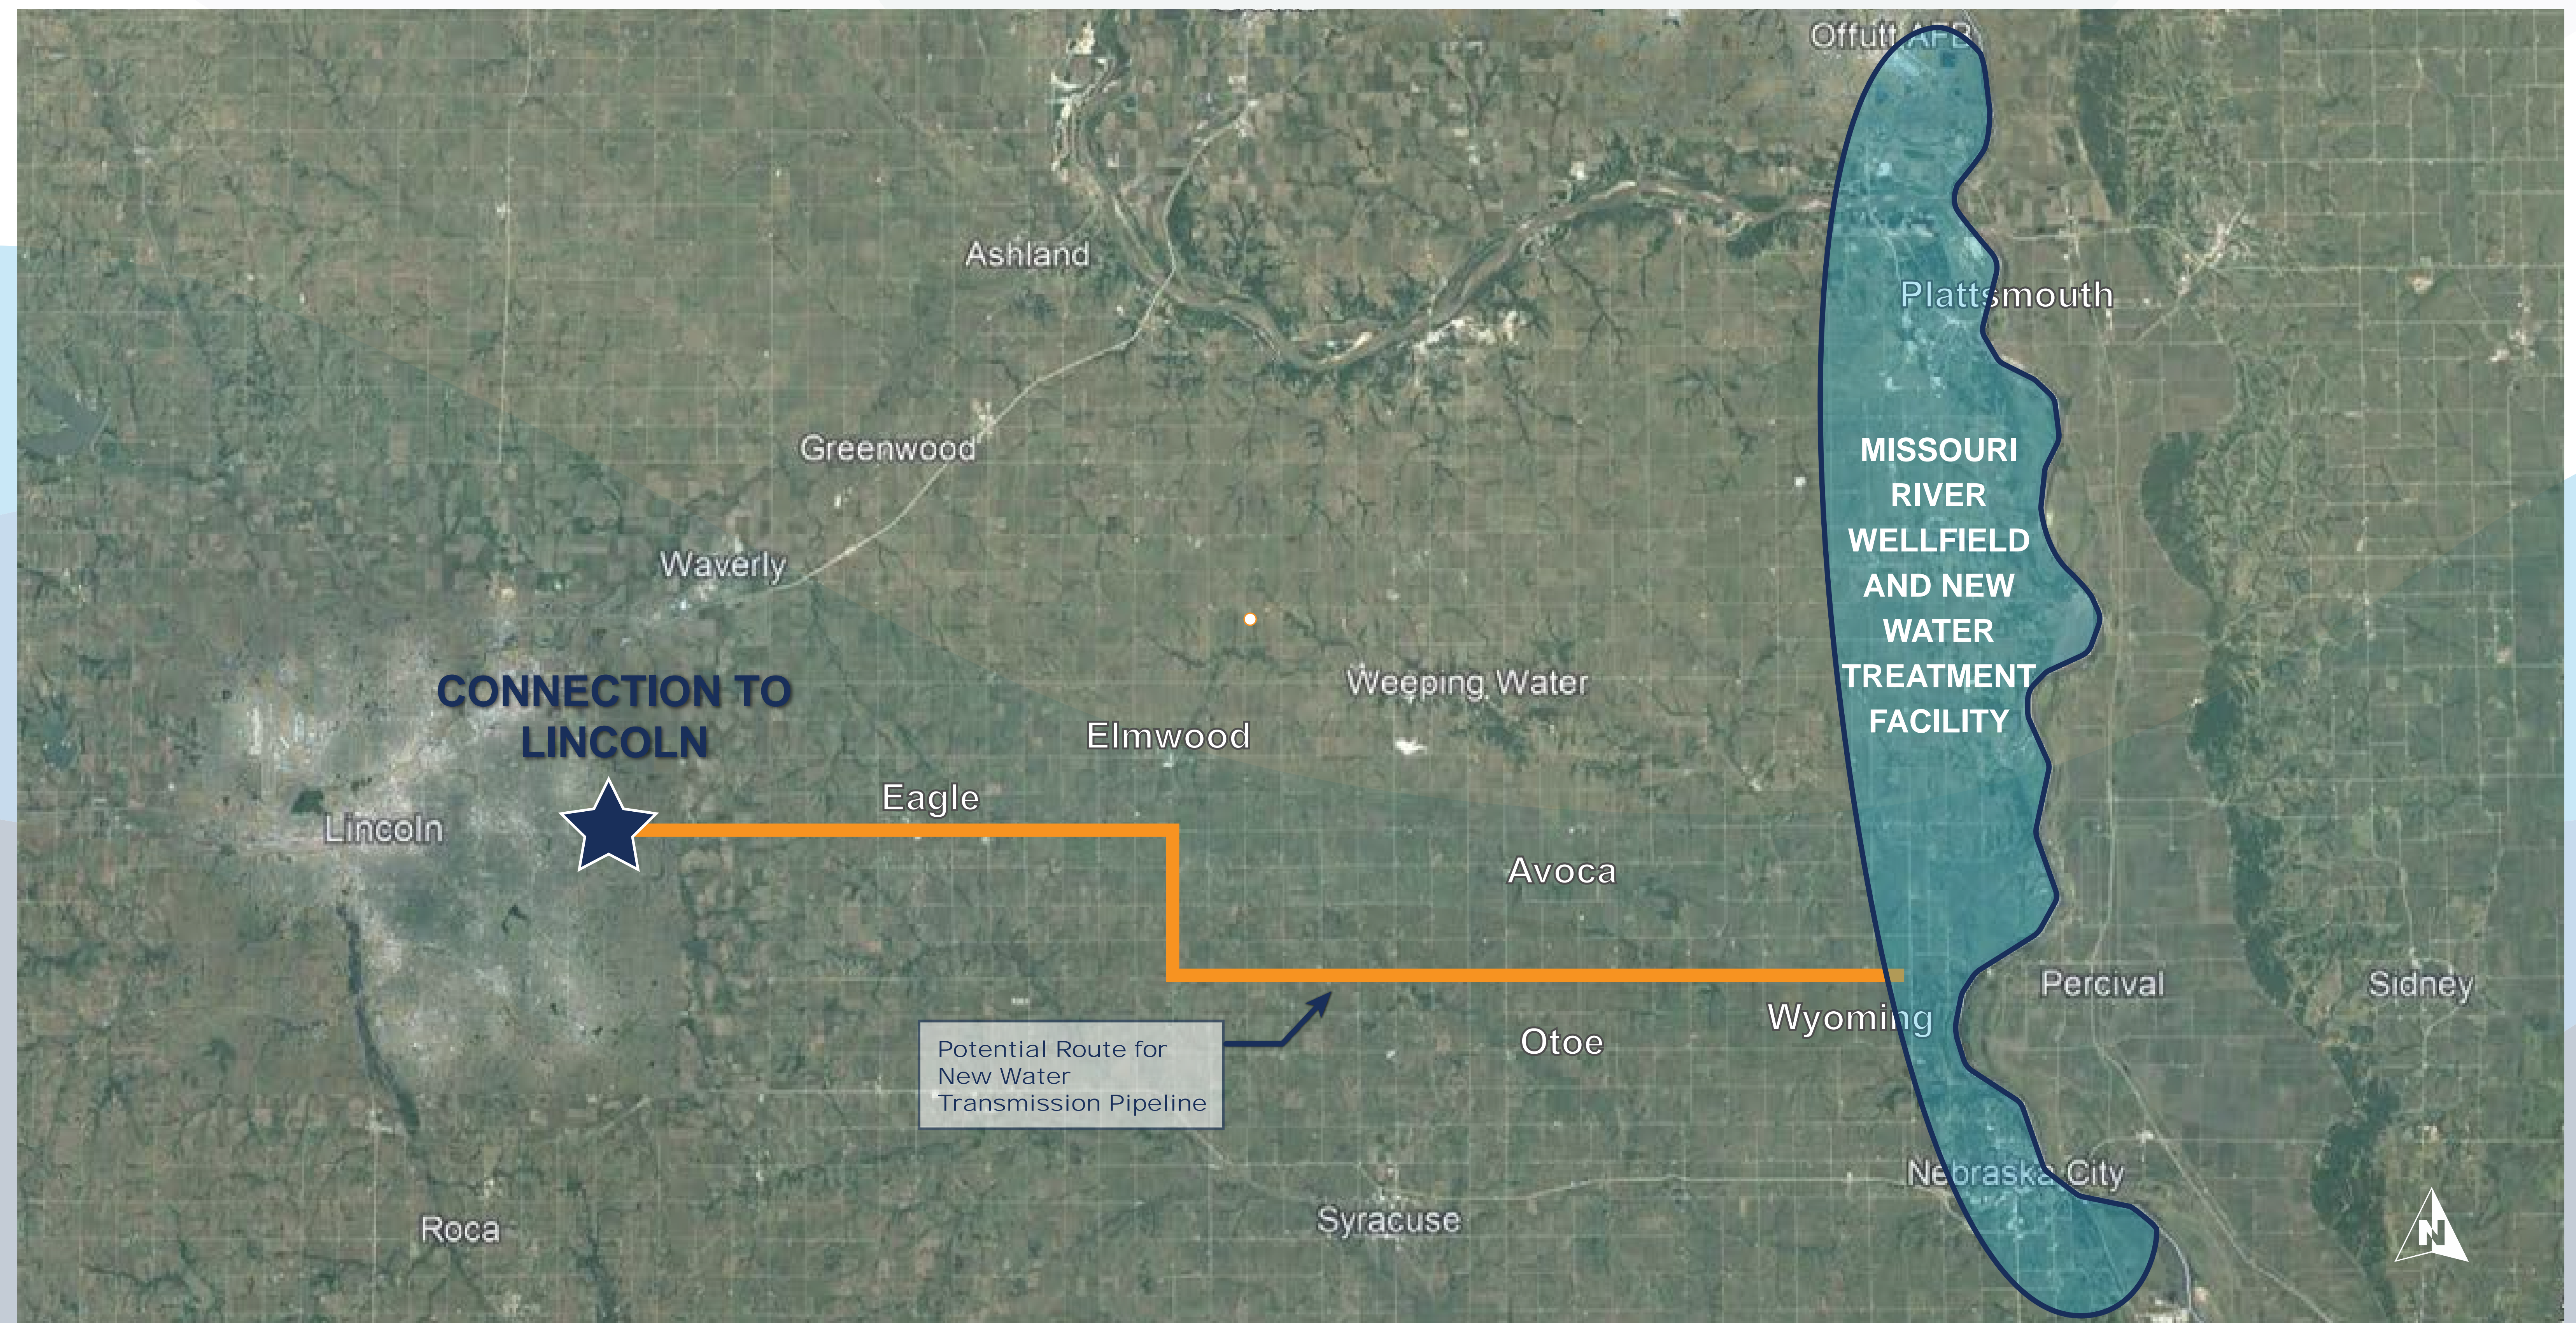 Offutt AFB
Ashland
Plattsmouth
Greenwood
MISSOURI
RIVER
WELLFIELD
AND NEW
WATER
TREATMENT
FACILITY
Waverly
CONNECTION TO
LINCOLN
Weeping Water
Elmwood
Eagle
Lincoln
Avoca
Percival
Sidney
Wyoming
Otoe
Potential Route for
New Water
Transmission Pipeline
Nebraska City
Syracuse
Roca
N